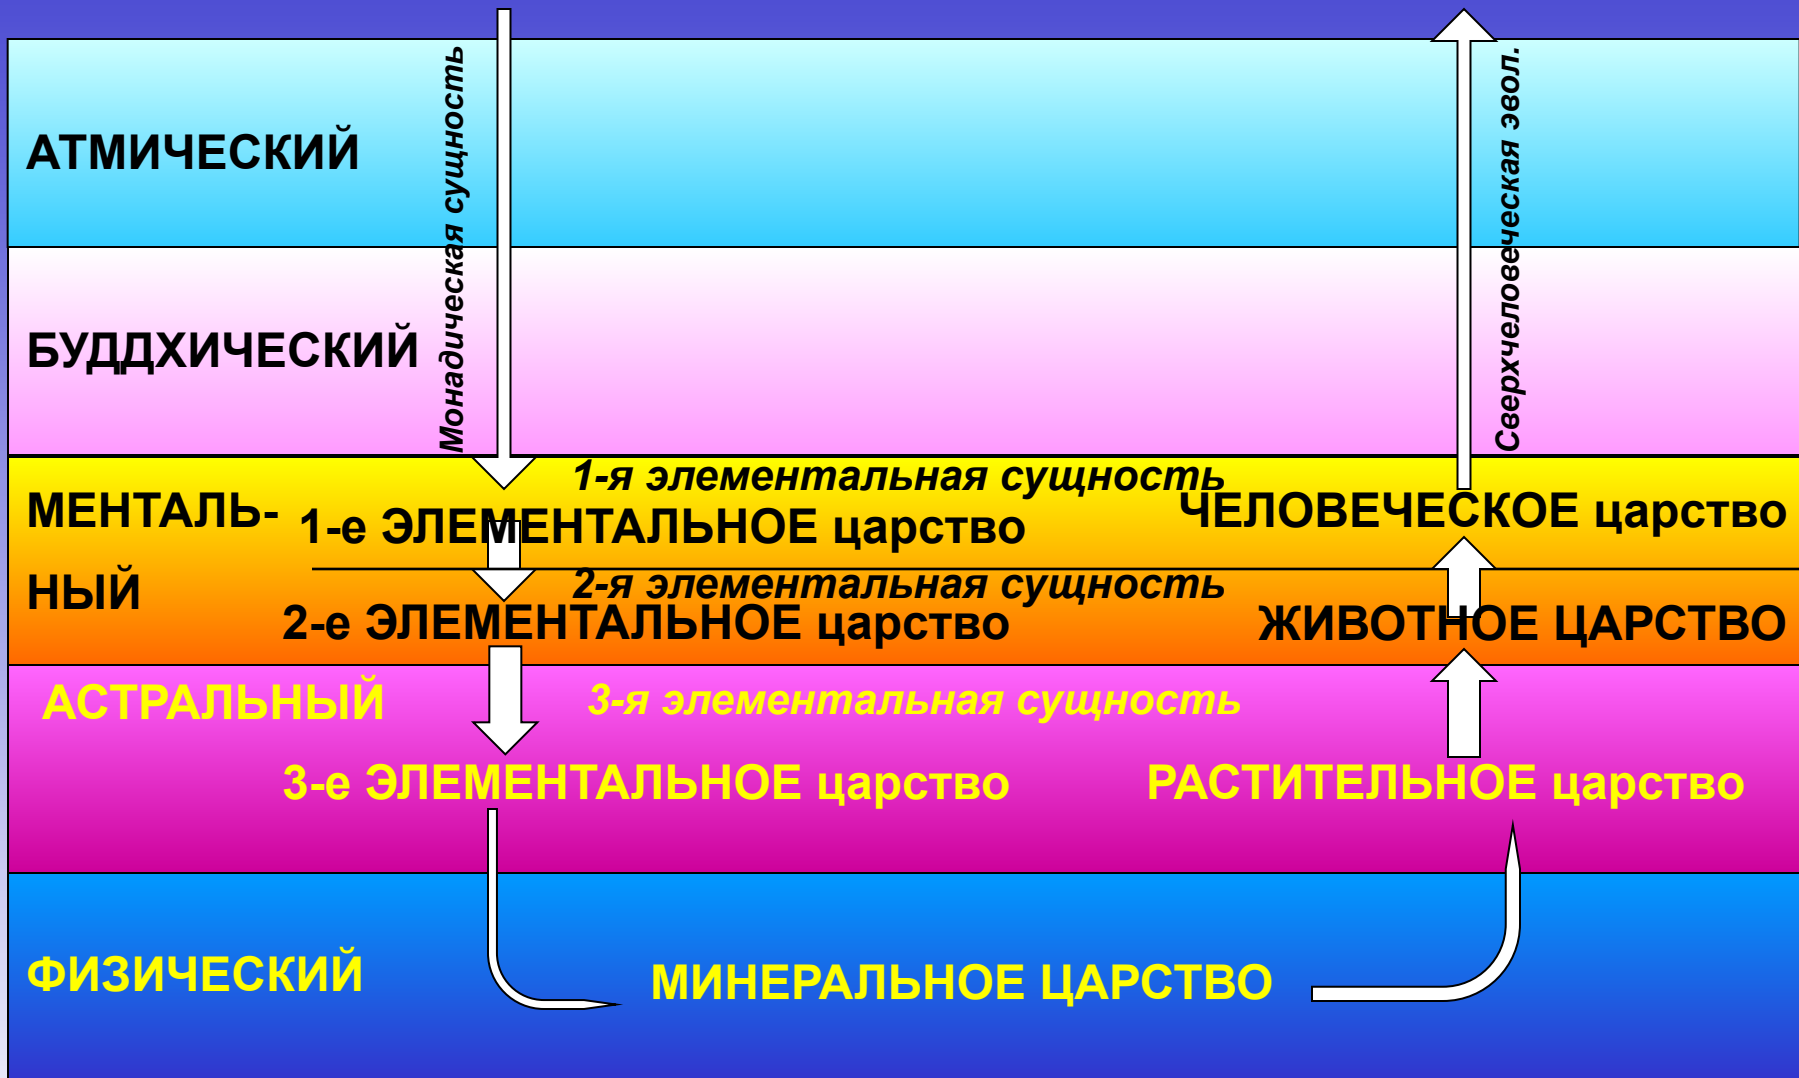 Монадическая сущность
Сверхчеловеческая эвол.
АТМИЧЕСКИЙ
БУДДХИЧЕСКИЙ
МЕНТАЛЬ-
НЫЙ
1-я элементальная сущность
1-е ЭЛЕМЕНТАЛЬНОЕ царство
ЧЕЛОВЕЧЕСКОЕ царство
2-я элементальная сущность
2-е ЭЛЕМЕНТАЛЬНОЕ царство
ЖИВОТНОЕ ЦАРСТВО
АСТРАЛЬНЫЙ
3-я элементальная сущность
3-е ЭЛЕМЕНТАЛЬНОЕ царство
РАСТИТЕЛЬНОЕ царство
ФИЗИЧЕСКИЙ
МИНЕРАЛЬНОЕ ЦАРСТВО